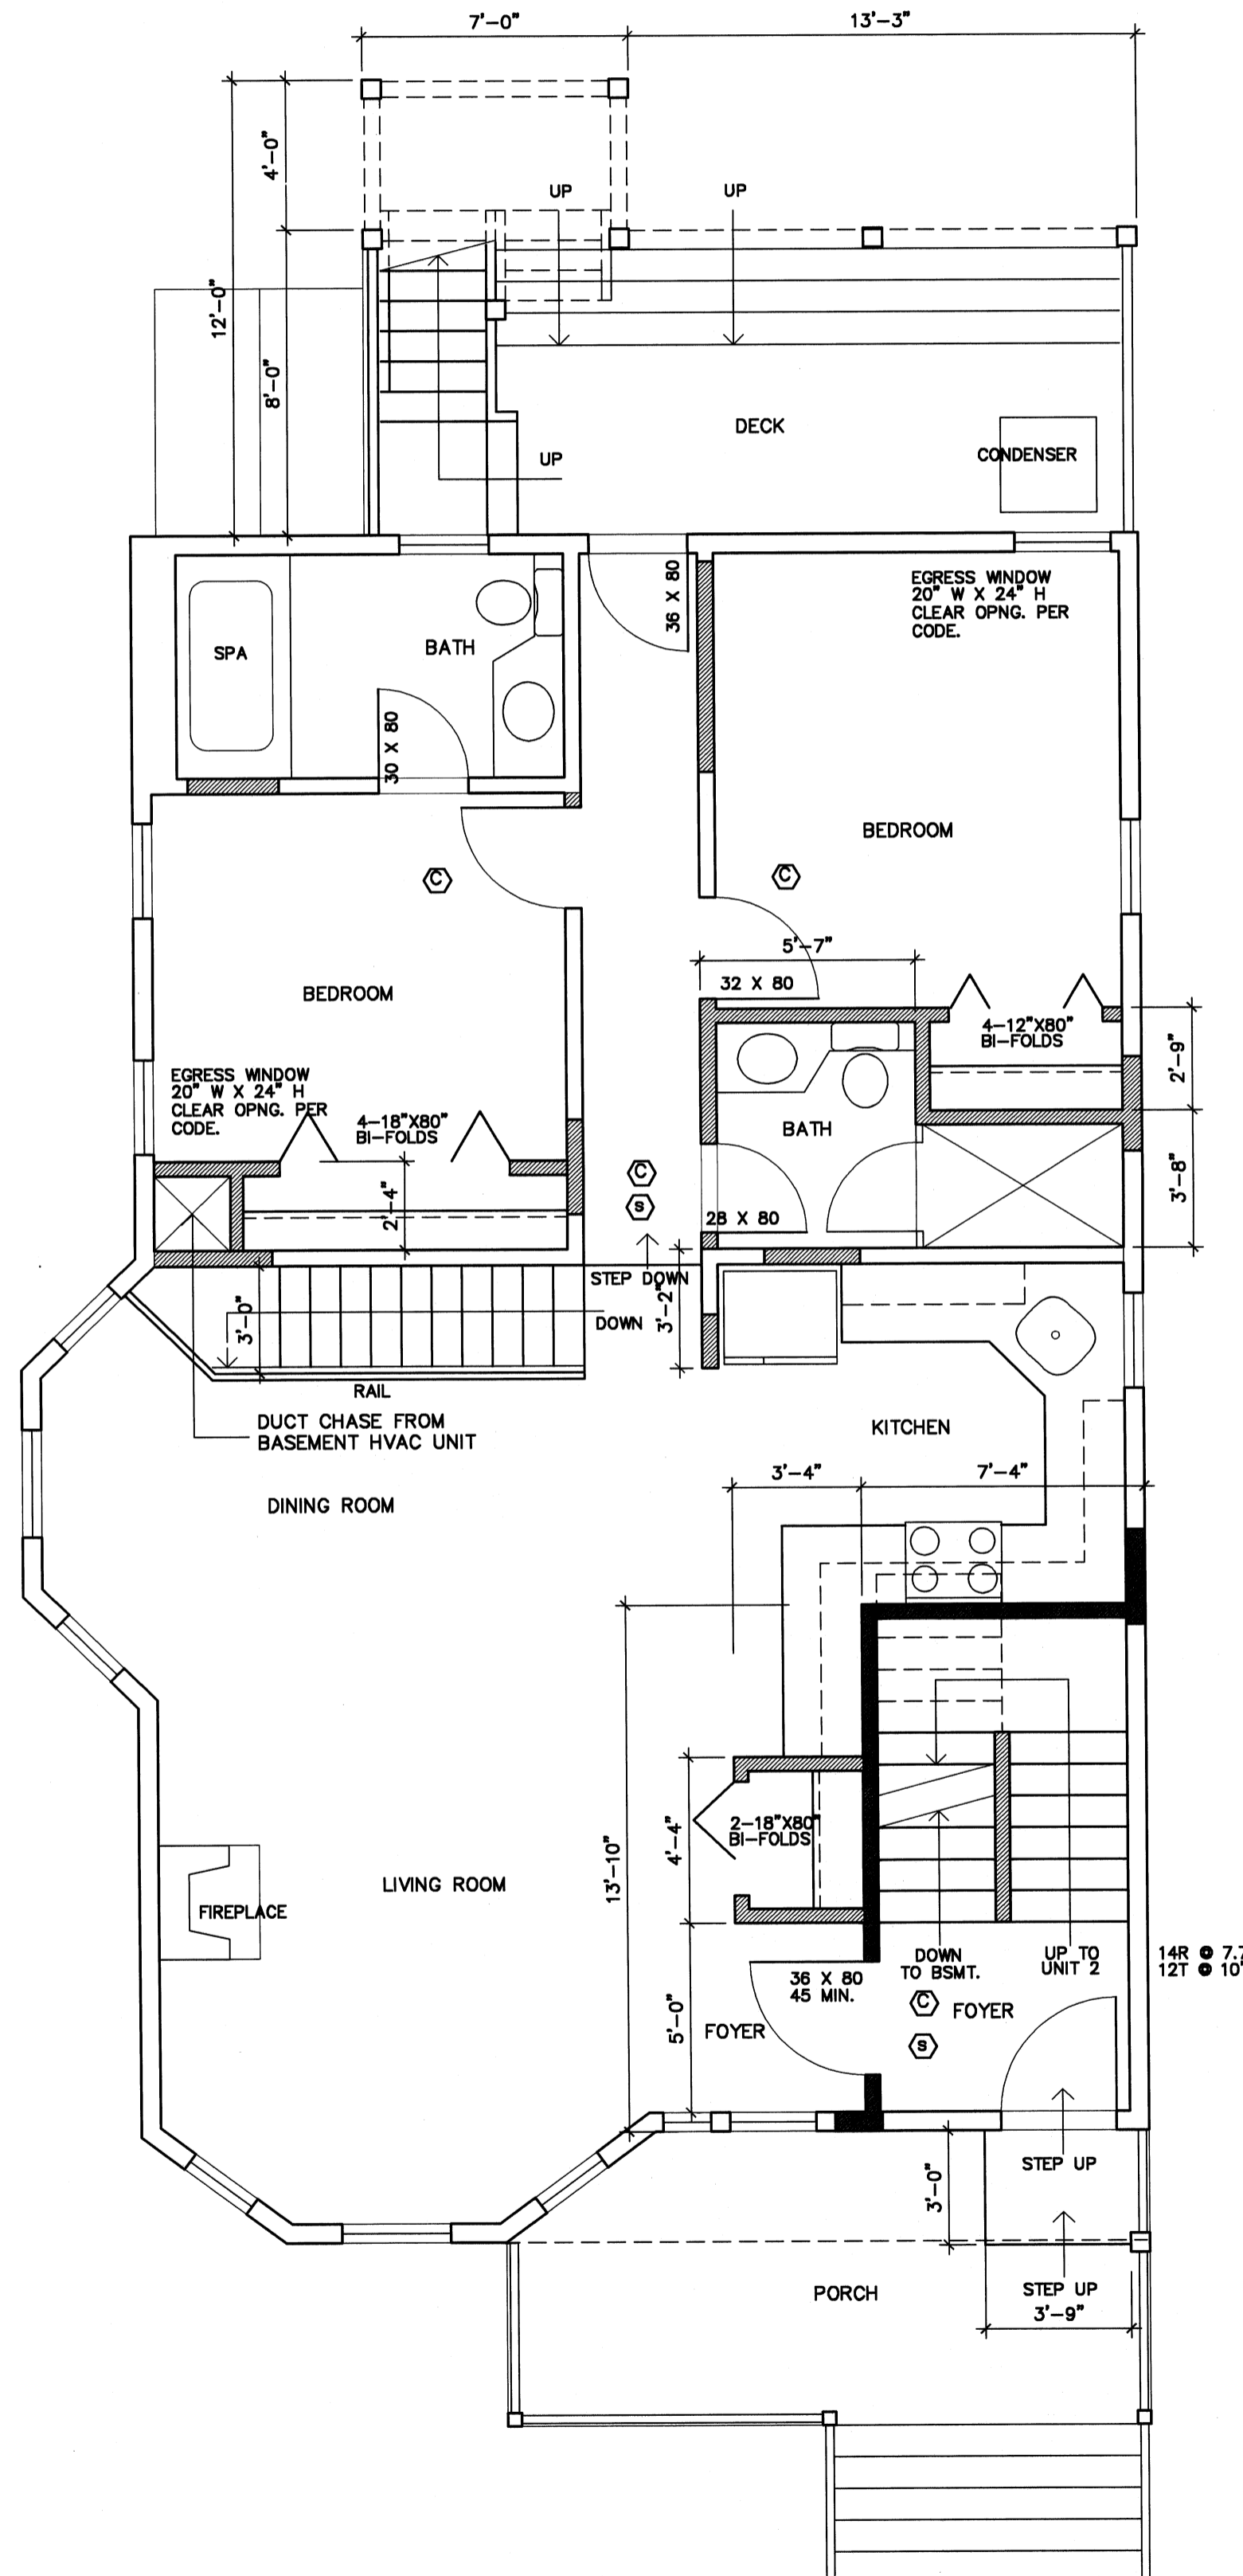 7'-0"
13'-3"
4'-0"
12'-0"
8'-0"
UP
UP
DECK
CONDENSER
UP
36 X 80
EGRESS WINDOW
20" W X 24" H
CLEAR OPNG. PER
CODE.
SPA
BATH
30 X 80
BEDROOM
C
C
5'-7"
32 X 80
BEDROOM
4-12"X80"
BI-FOLDS
2'-9"
EGRESS WINDOW
20" W X 24" H
CLEAR OPNG. PER
CODE.
4-18"X80"
BI-FOLDS
BATH
2'-4"
C
S
28 X 80
3'-8"
STEP DOWN
3'-0"
DOWN
3'-2"
RAIL
DUCT CHASE FROM
BASEMENT HVAC UNIT
KITCHEN
3'-4"
7'-4"
DINING ROOM
13'-10"
4'-4"
2-18"X80"
BI-FOLDS
LIVING ROOM
FIREPLACE
36 X 80
45 MIN.
DOWN
TO BSMT.
UP TO
UNIT 2
14R @ 7.7
12T @ 10"
C
FOYER
5'-0"
FOYER
S
STEP UP
3'-0"
STEP UP
PORCH
3'-9"